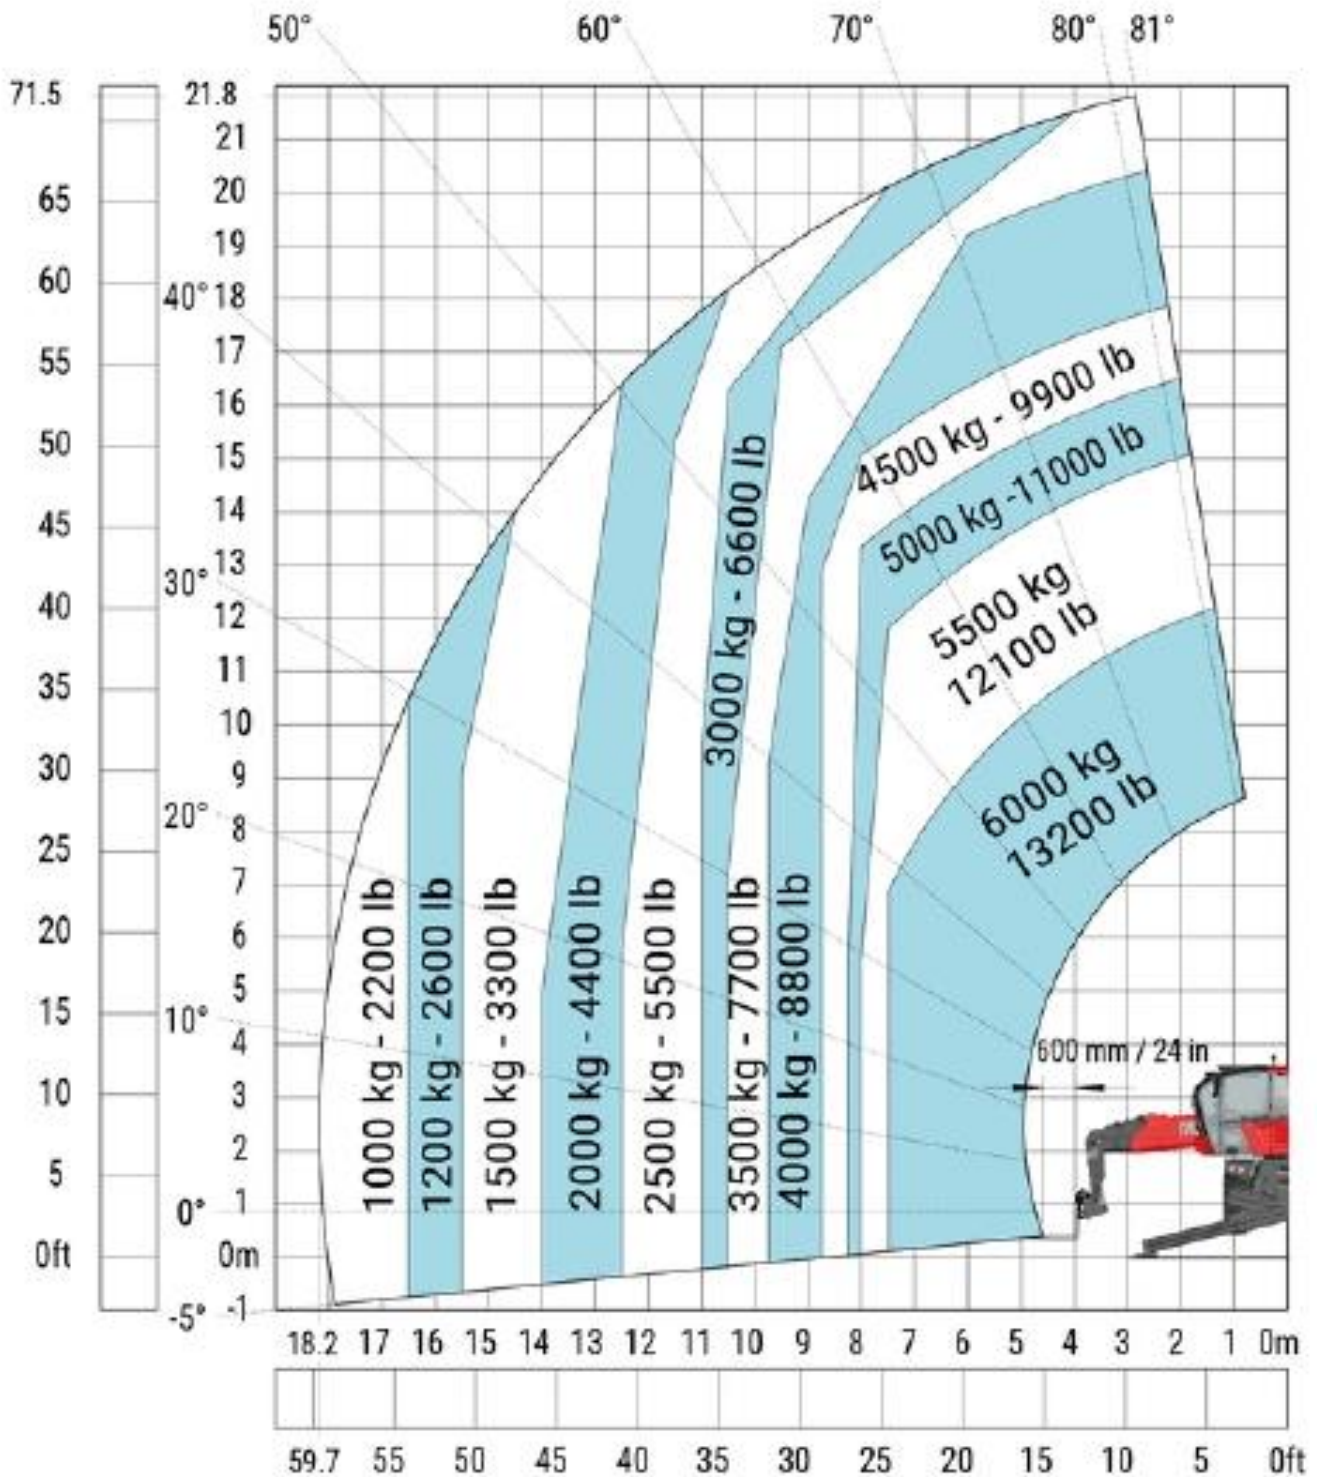 50° 60° 70° 80° 81°
71.5 21.8
21
65 20
19
60 40° 18
55 17
16
50 15
45 14
13
40 30° 12
35 11
10
30 9
25 20° 8
7
20 6
5
15 10° 4
10 3
2
5 1
0°
0ft 0m
-5° -1
4500 kg - 9900 lb
5000 kg -11000 lb
5500 kg
12100 lb
6000 kg
13200 lb
3000 kg - 6600 lb
1000 kg - 2200 lb
1200 kg - 2600 lb
1500 kg - 3300 lb
2000 kg - 4400 lb
2500 kg - 5500 lb
3500 kg - 7700 lb
4000 kg - 8800 lb
600 mm / 24 in
18.2 17 16 15 14 13 12 11 10 9 8 7 6 5 4 3 2 1 0m
59.7 55 50 45 40 35 30 25 20 15 10 5 0ft